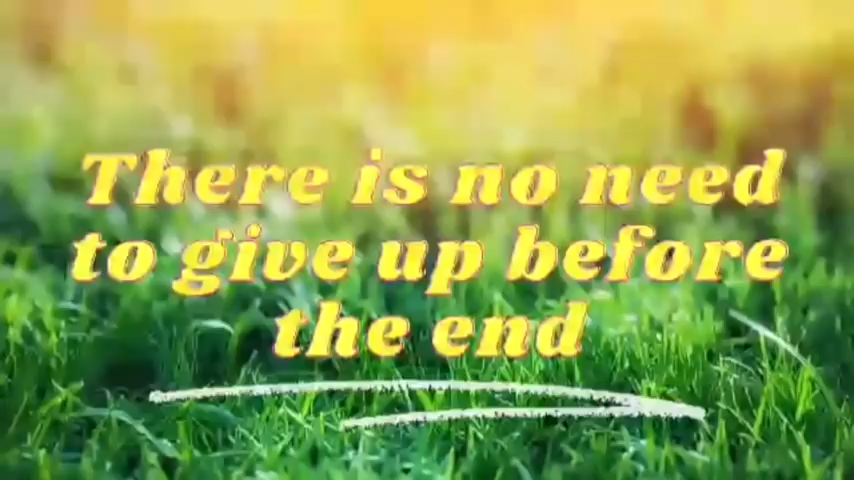 There is no need
to give up before
the end